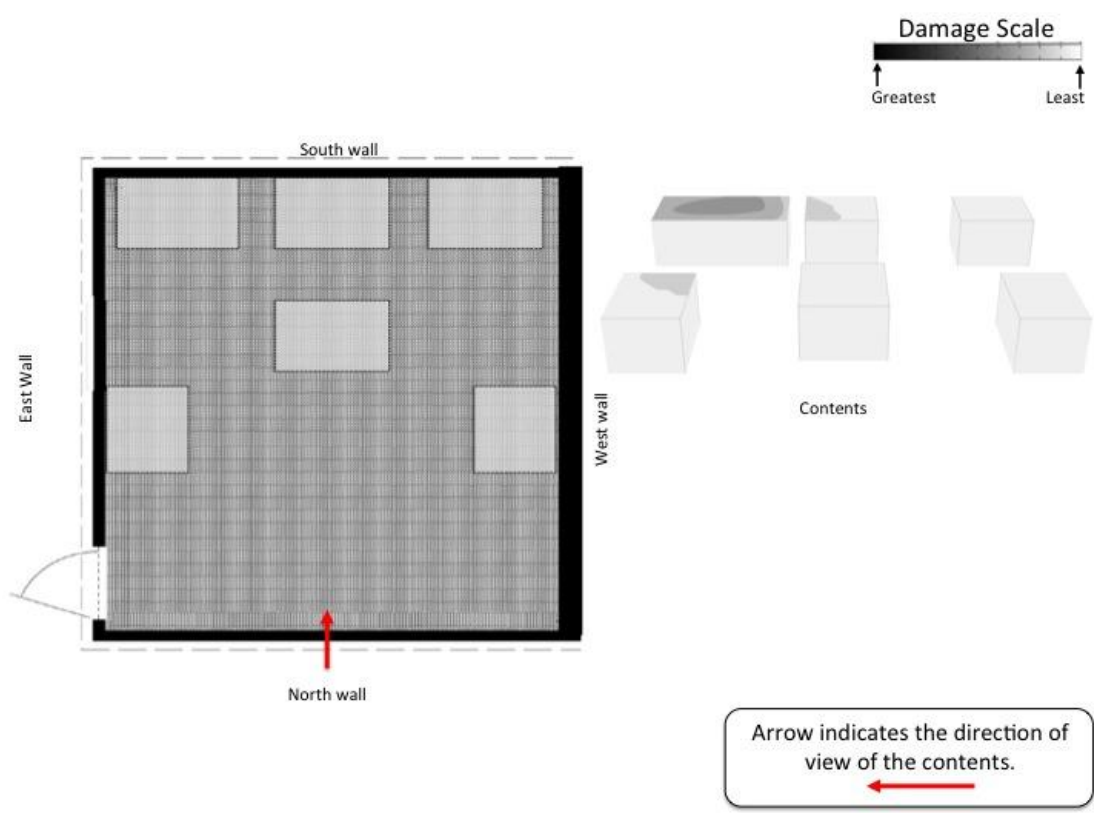 Damage Scale
Greatest
Least
South wall
East Wall
West wall
Contents
North wall
Arrow indicates the direction of
view of the contents.